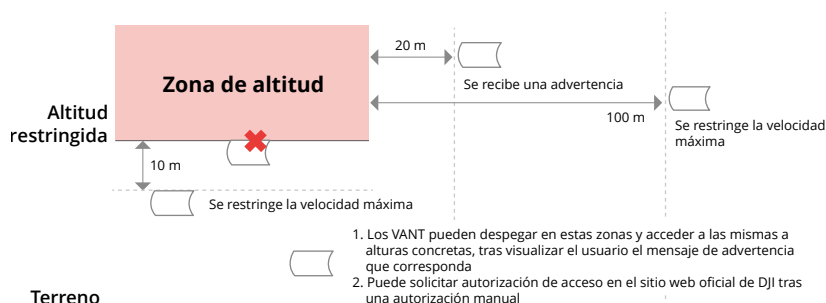 20 m
Zona de altitud
Se recibe una advertencia
Altitud
restringida
100 m
Se restringe la velocidad
máxima
10 m
Se restringe la velocidad máxima
1. Los VANT pueden despegar en estas zonas y acceder a las mismas a
alturas concretas, tras visualizar el usuario el mensaje de advertencia
que corresponda
2. Puede solicitar autorización de acceso en el sitio web oficial de DJI tras
una autorización manual
Terreno